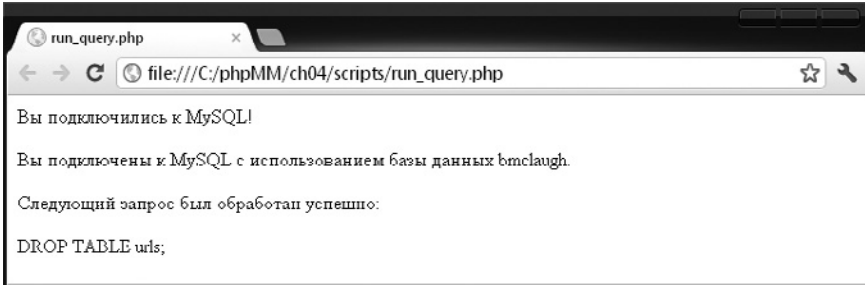 run_query.php
file:///C:/phpMM/ch04/scripts/run_query.php
Вы подключились к MySQL!
Вы подключены к MySQL с использованием базы данных bmclaugh.
Следующий запрос был обработан успешно:
DROP TABLE urls;